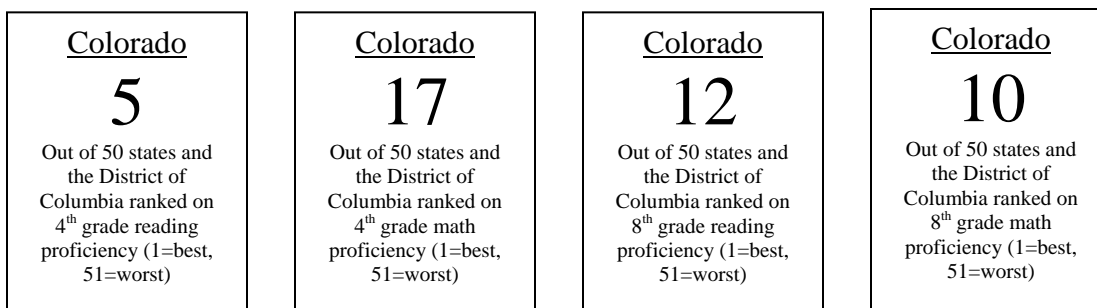 Colorado
5
Out of 50 states and
the District of
Columbia ranked on
4th grade reading
proficiency (1=best,
51=worst)
Colorado
17
Out of 50 states and
the District of
Columbia ranked on
4th grade math
proficiency (1=best,
51=worst)
Colorado
12
Out of 50 states and
the District of
Columbia ranked on
8th grade reading
proficiency (1=best,
51=worst)
Colorado
10
Out of 50 states and
the District of
Columbia ranked on
8th grade math
proficiency (1=best,
51=worst)